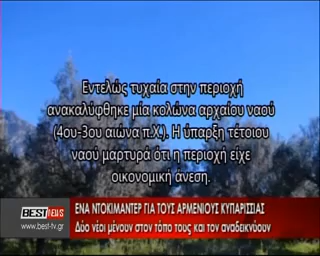 Εντελώς τυχαία στην περιοχή
ανακαλύφθηκε μία κολώνα αρχαίου ναού
(4ου-3ου αιώνα π.Χ.). Η ύπαρξη τέτοιου
ναού μαρτυρά ότι η περιοχή είχε
οικονομική άνεση.
BEST NEWS
www.best-tv.gr
ΕΝΑ ΝΤΟΚΙΜΑΝΤΕΡ ΓΙΑ ΤΟΥΣ ΑΡΜΕΝΙΟΥΣ ΚΥΠΑΡΙΣΣΙΑΣ
Δύο νέοι μένουν στον τόπο τους και τον αναδεικνύουν